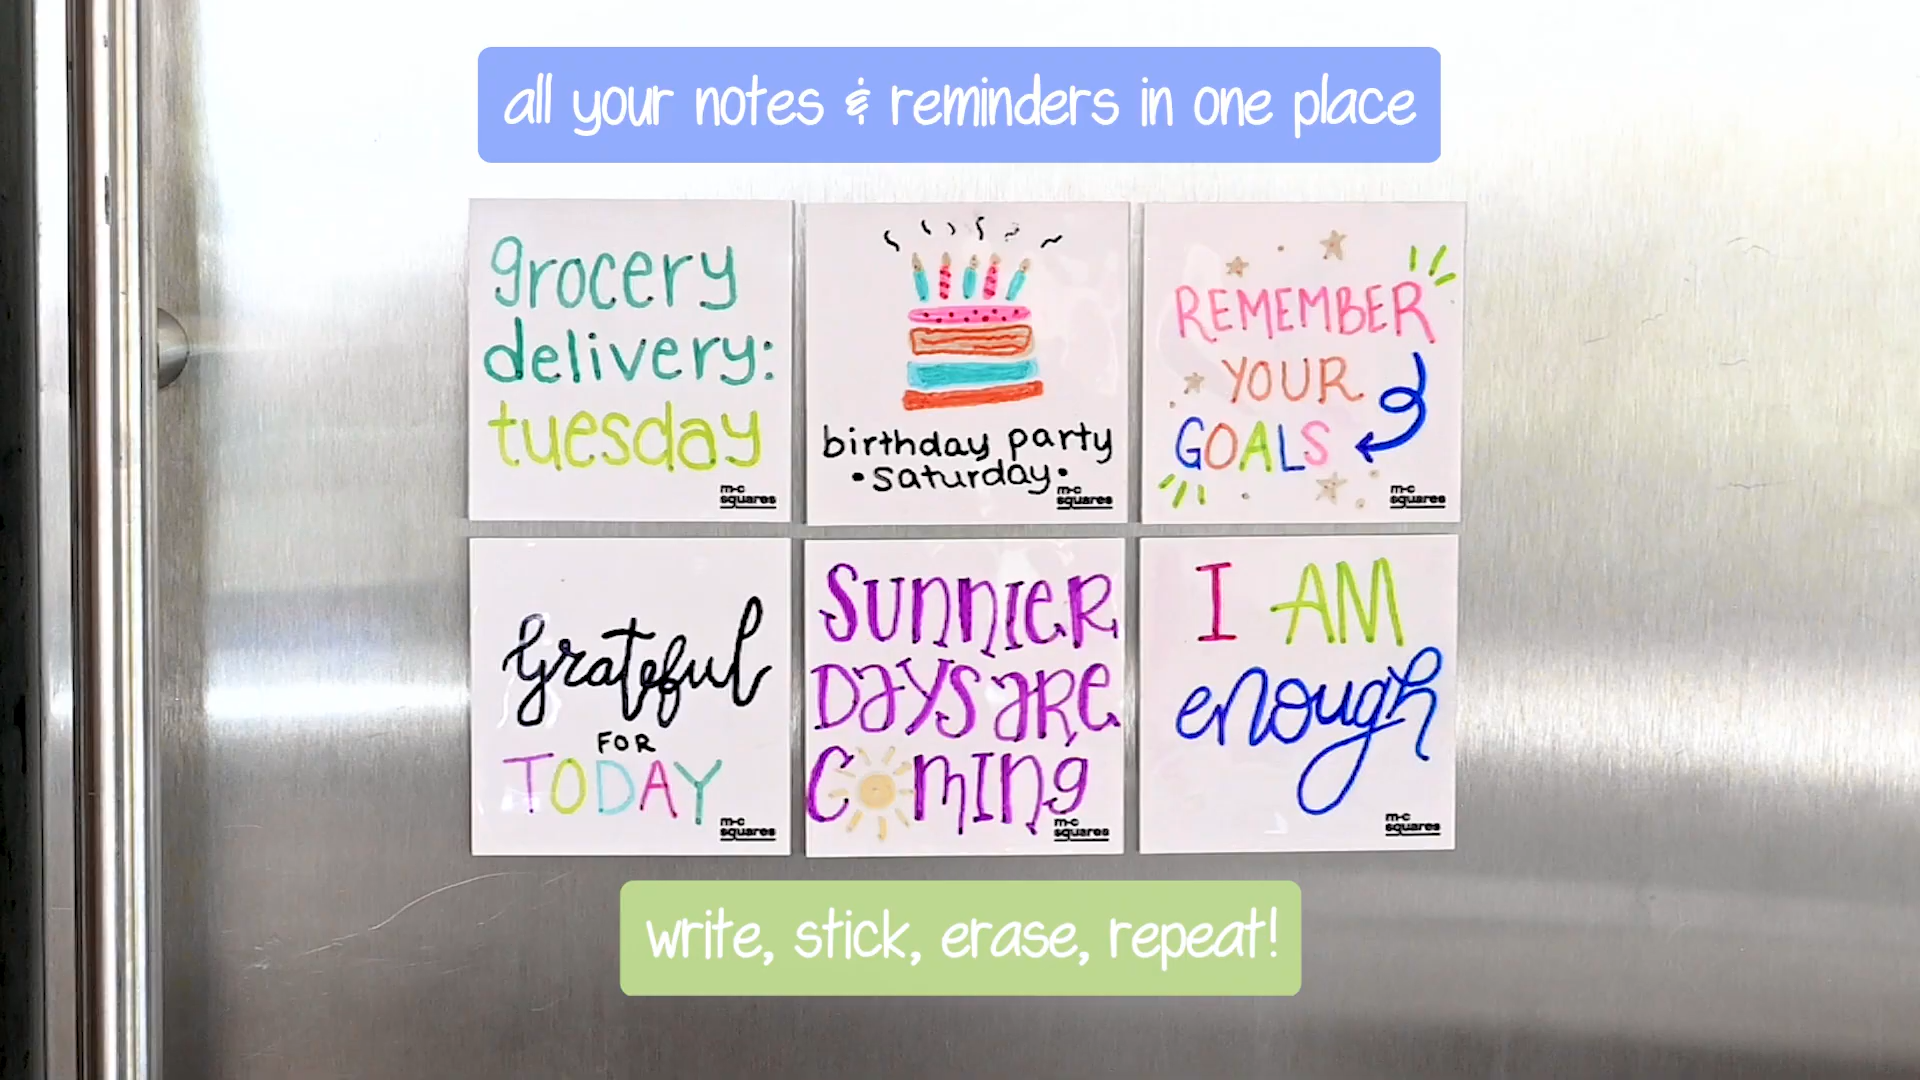 all your notes & reminders in one place
grocery
delivery:
tuesday
m-c
squares
birthday party
•saturday•
m-c
squares
REMEMBER
YOUR
GOALS
m-c
squares
grateful
FOR
TODAY
m-c
squares
SUNNIER
DAYS ARE
COMING
m-c
squares
I AM
enough
m-c
squares
write, stick, erase, repeat!